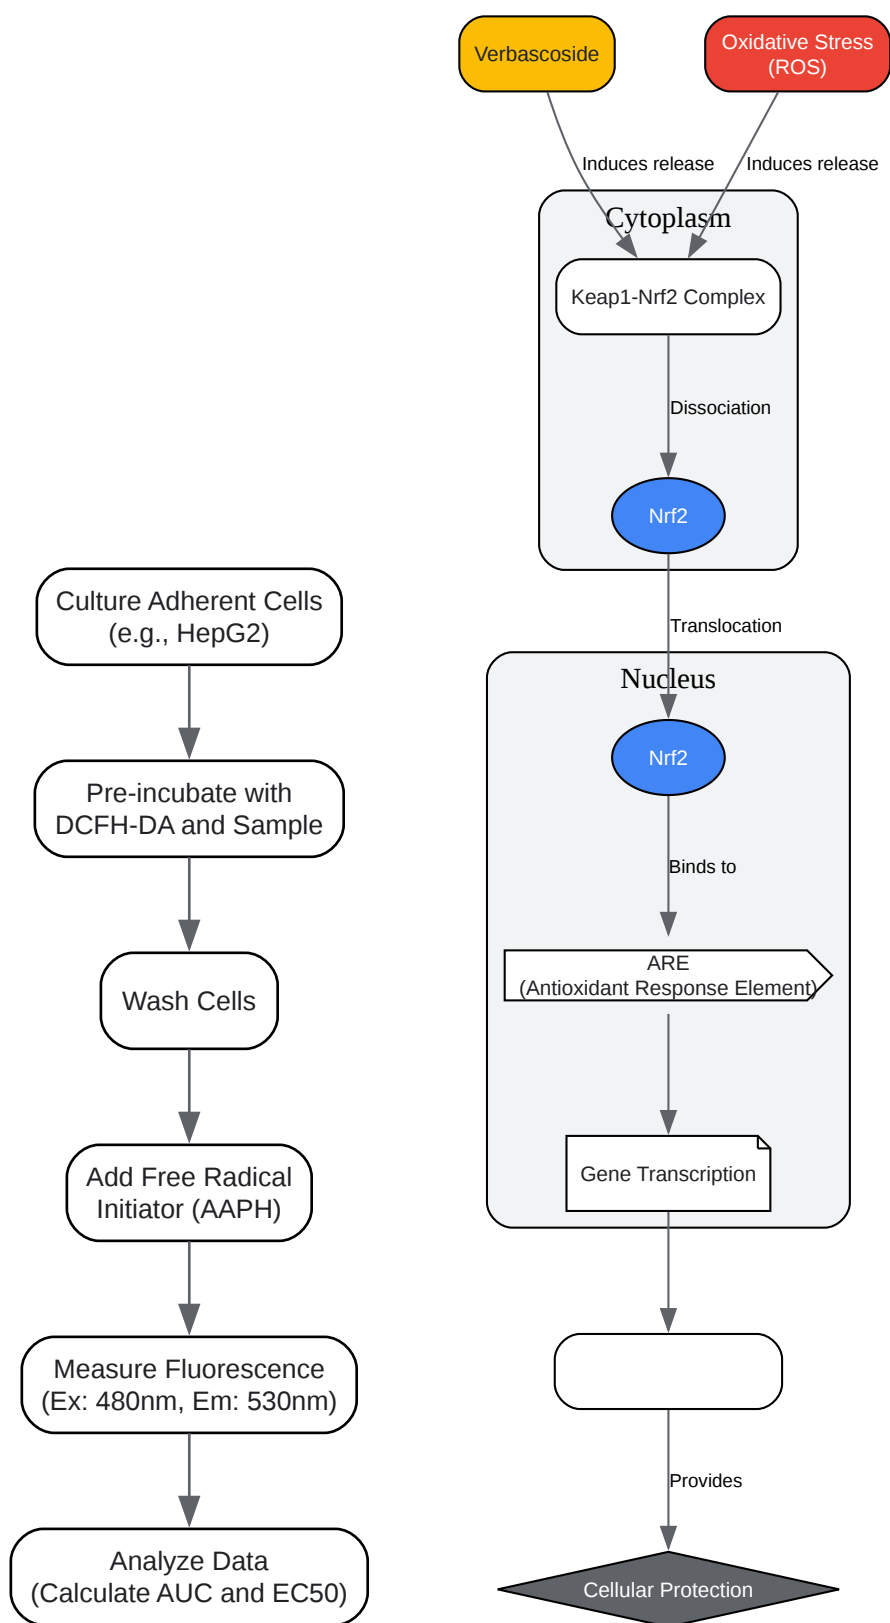 Culture Adherent Cells
(e.g., HepG2)
Pre-incubate with
DCFH-DA and Sample
Wash Cells
Add Free Radical
Initiator (AAPH)
Measure Fluorescence
(Ex: 480nm, Em: 530nm)
Analyze Data
(Calculate AUC and EC50)
Verbascoside
Oxidative Stress
(ROS)
Induces release
Induces release
Cytoplasm
Keap1-Nrf2 Complex
Dissociation
Nrf2
Translocation
Nucleus
Nrf2
Binds to
ARE
(Antioxidant Response Element)
Gene Transcription
Provides
Cellular Protection